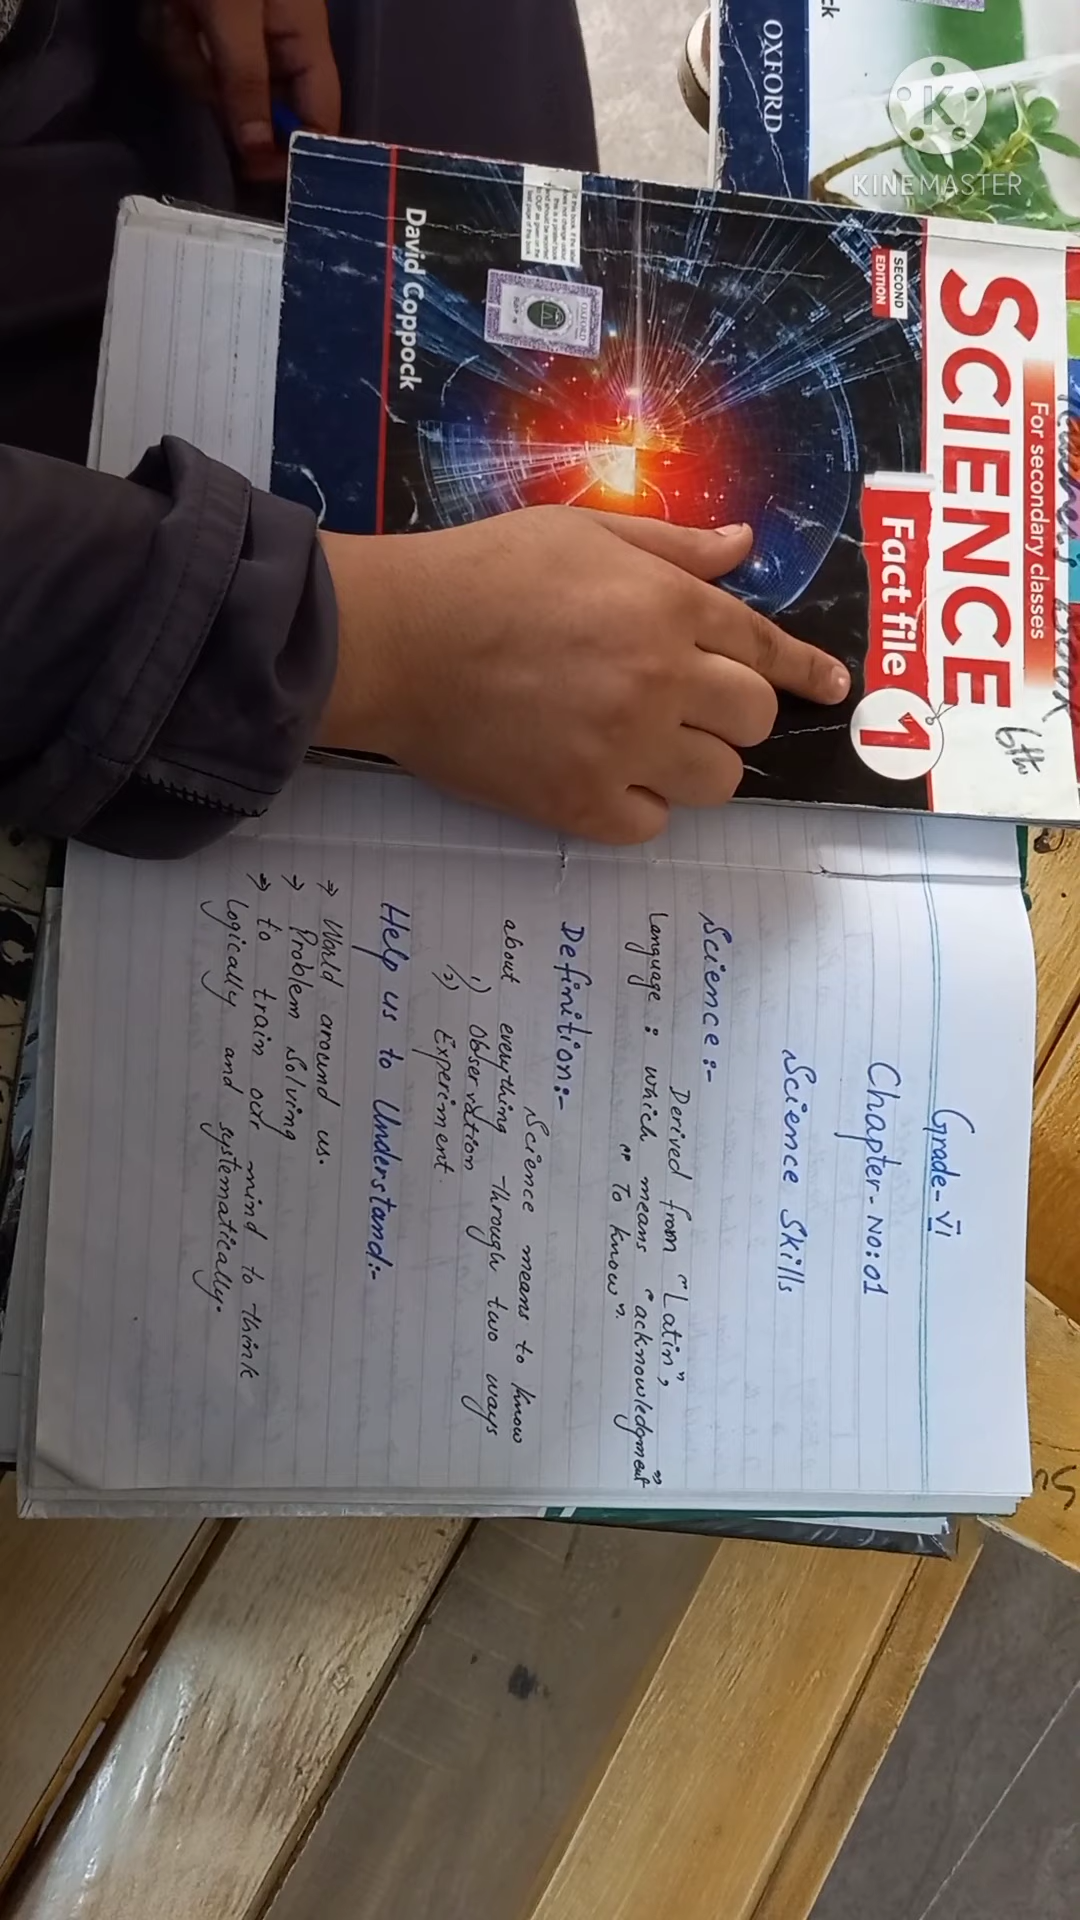 OXFORD
KINEMASTER
For secondary classes
SCIENCE
6th
Fact file
1
SECOND
EDITION
David Coppock
Grade-VI
Chapter-No:01
Science Skills
Science:-
Derived from "Latin",
Language: which means "acknowledgment"
"To know".
Definition:-
Science means to know
about everything through two ways
1) Observation
2) Experiment.
Help us to Understand:-
⇒ World around us.
⇒ Problem Solving
⇒ to train our mind to think
logically and systematically.